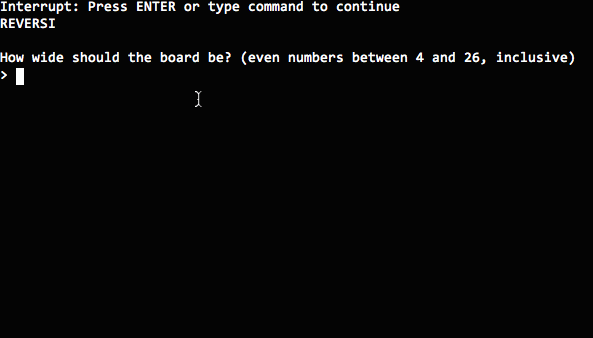 Interrupt: Press ENTER or type command to continue
REVERSI
How wide should the board be? (even numbers between 4 and 26, inclusive)
>